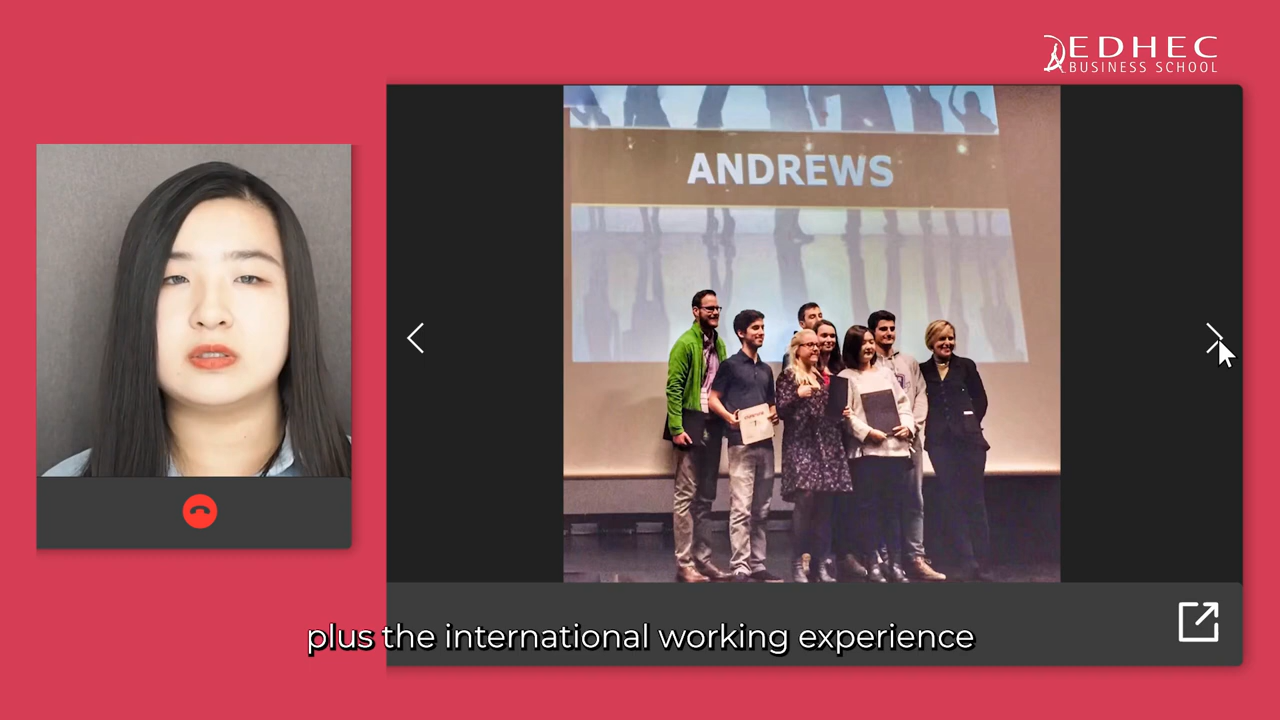 EDHEC
BUSINESS SCHOOL
ANDREWS
plus the international working experience